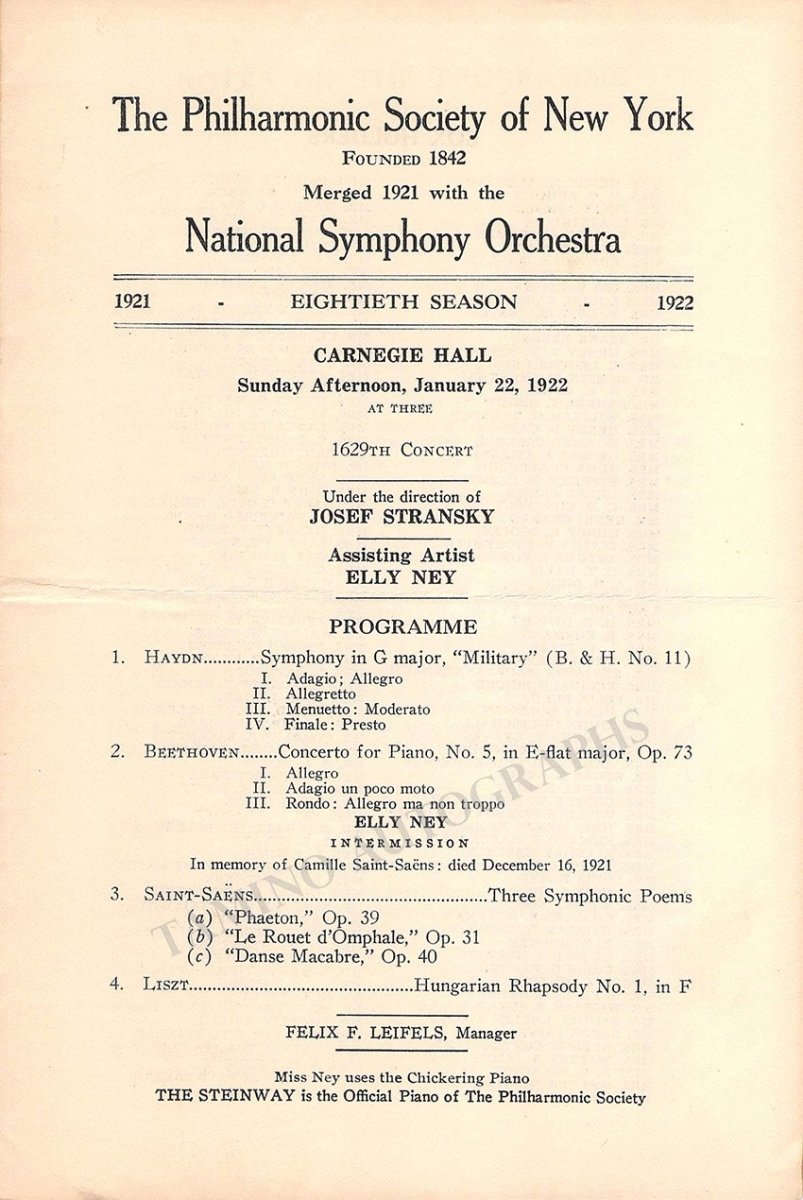 The Philharmonic Society of New York
FOUNDED 1842
Merged 1921 with the
National Symphony Orchestra
1921 - EIGHTIETH SEASON - 1922
CARNEGIE HALL
Sunday Afternoon, January 22, 1922
AT THREE
1629TH CONCERT
Under the direction of
JOSEF STRANSKY
Assisting Artist
ELLY NEY
PROGRAMME
1. HAYDN............Symphony in G major, “Military” (B. & H. No. 11)
I. Adagio; Allegro
II. Allegretto
III. Menuetto: Moderato
IV. Finale: Presto
2. BEETHOVEN........Concerto for Piano, No. 5, in E-flat major, Op. 73
I. Allegro
II. Adagio un poco moto
III. Rondo: Allegro ma non troppo
ELLY NEY
INTERMISSION
In memory of Camille Saint-Saëns: died December 16, 1921
3. SAINT-SAËNS..................................................Three Symphonic Poems
(a) “Phaeton,” Op. 39
(b) “Le Rouet d’Omphale,” Op. 31
(c) “Danse Macabre,” Op. 40
4. LISZT................................................Hungarian Rhapsody No. 1, in F
FELIX F. LEIFELS, Manager
Miss Ney uses the Chickering Piano
THE STEINWAY is the Official Piano of The Philharmonic Society
TAMINO AUTOGRAPHS